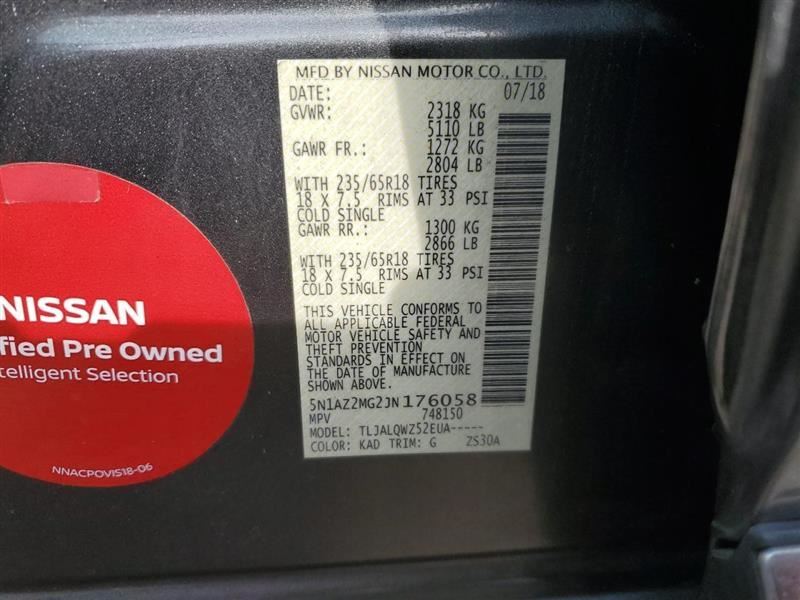 MFD BY NISSAN MOTOR CO., LTD.
DATE: 07/18
GVWR: 2318 KG
5110 LB
GAWR FR.: 1272 KG
2804 LB
WITH 235/65R18 TIRES
18 X 7.5 RIMS AT 33 PSI
COLD SINGLE
GAWR RR.: 1300 KG
2866 LB
WITH 235/65R18 TIRES
18 X 7.5 RIMS AT 33 PSI
COLD SINGLE
THIS VEHICLE CONFORMS TO
ALL APPLICABLE FEDERAL
MOTOR VEHICLE SAFETY AND
THEFT PREVENTION
STANDARDS IN EFFECT ON
THE DATE OF MANUFACTURE
SHOWN ABOVE.
5N1AZ2MG2JN176058
MPV 748150
MODEL: TLJALQWZ52EUA-----
COLOR: KAD TRIM: G ZS30A
NISSAN
fied Pre Owned
telligent Selection
NNACPOVIS18-06